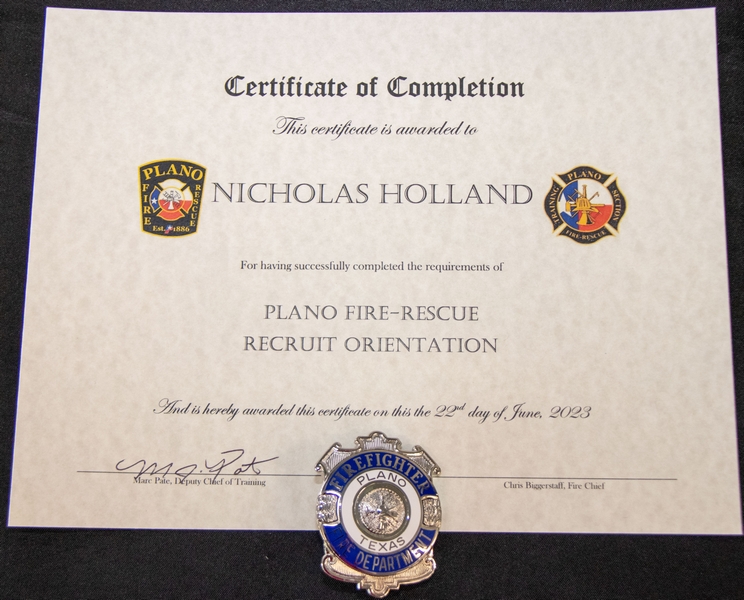 Certificate of Completion
This certificate is awarded to
PLANO
FIRE
RESCUE
Est. 1886
NICHOLAS HOLLAND
PLANO
TRAINING
SECTION
FIRE-RESCUE
For having successfully completed the requirements of
PLANO FIRE-RESCUE
RECRUIT ORIENTATION
And is hereby awarded this certificate on this the 22nd day of June, 2023
M.J. Pate
Marc Pate, Deputy Chief of Training
Chris Biggerstaff, Fire Chief
FIREFIGHTER
PLANO
TEXAS
DEPARTMENT